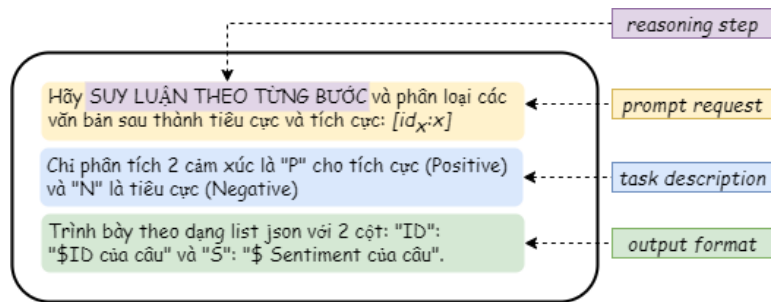 reasoning step
Hãy SUY LUẬN THEO TỪNG BƯỚC và phân loại các
văn bản sau thành tiêu cực và tích cực: [idx:x]
prompt request
Chỉ phân tích 2 cảm xúc là "P" cho tích cực (Positive)
và "N" là tiêu cực (Negative)
task description
Trình bày theo dạng list json với 2 cột: "ID":
"$ID của câu" và "S": "$ Sentiment của câu".
output format